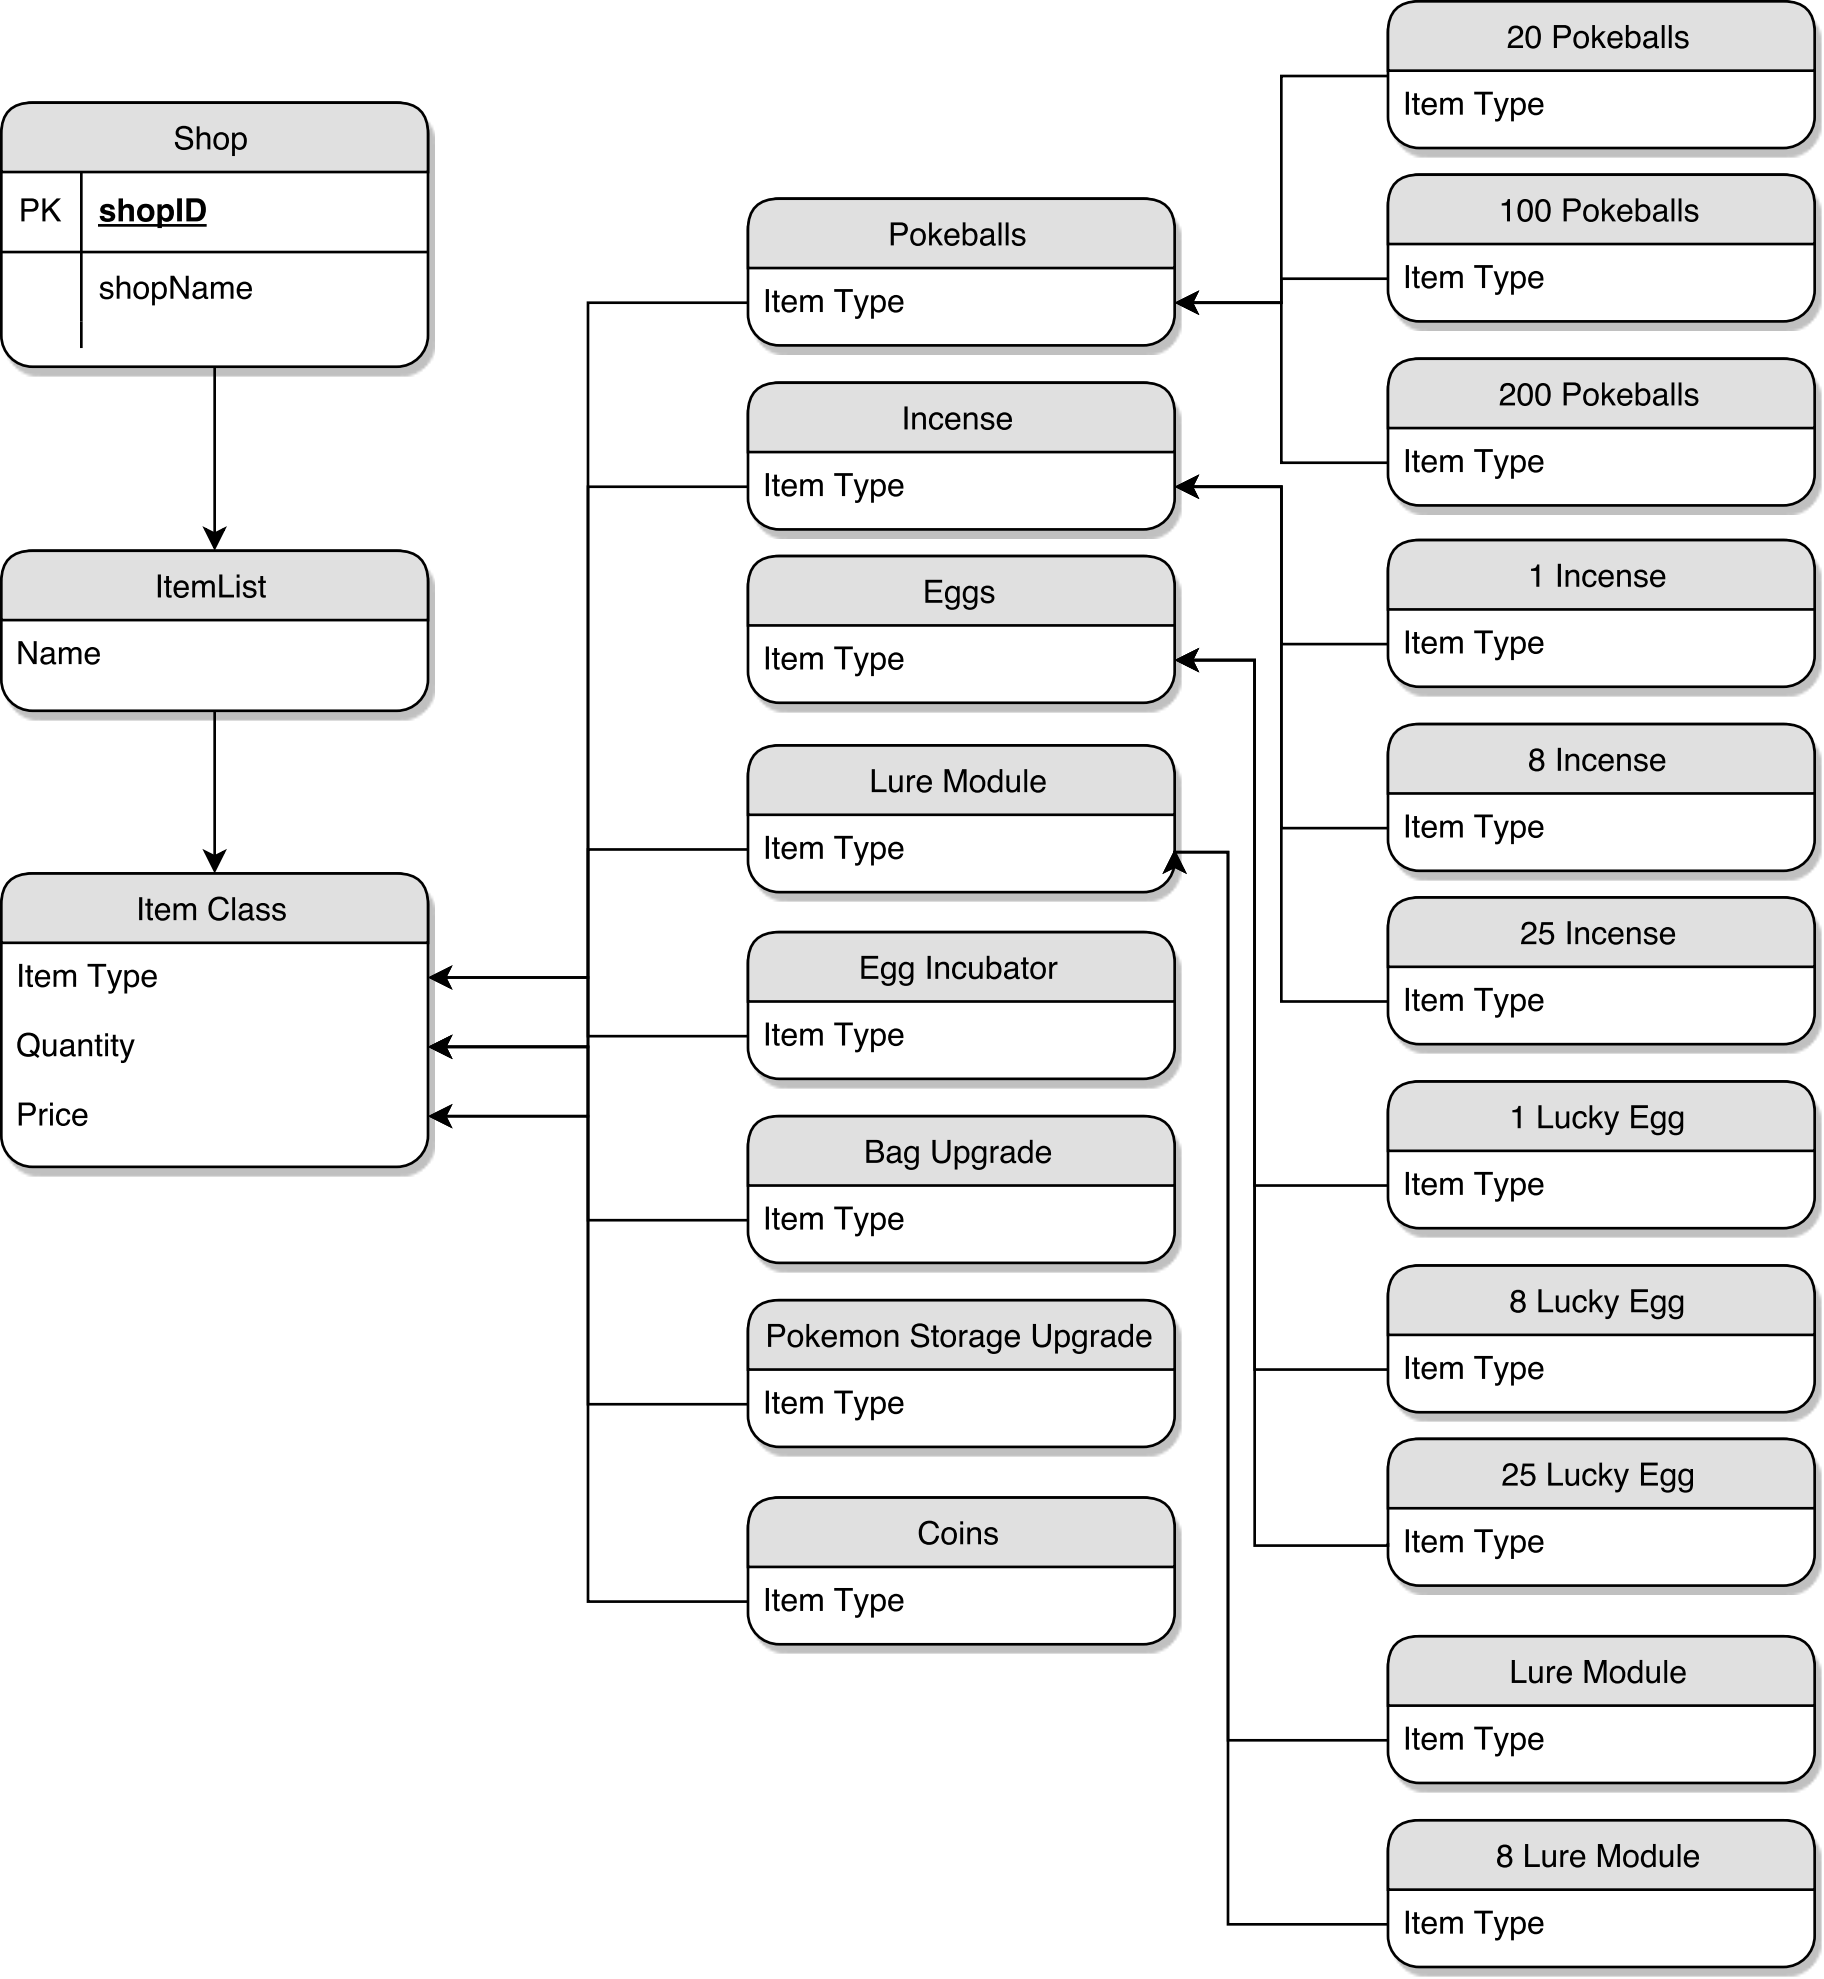 Shop
PK shopID
shopName
ItemList
Name
Item Class
Item Type
Quantity
Price
Pokeballs
Item Type
Incense
Item Type
Eggs
Item Type
Lure Module
Item Type
Egg Incubator
Item Type
Bag Upgrade
Item Type
Pokemon Storage Upgrade
Item Type
Coins
Item Type
20 Pokeballs
Item Type
100 Pokeballs
Item Type
200 Pokeballs
Item Type
1 Incense
Item Type
8 Incense
Item Type
25 Incense
Item Type
1 Lucky Egg
Item Type
8 Lucky Egg
Item Type
25 Lucky Egg
Item Type
Lure Module
Item Type
8 Lure Module
Item Type